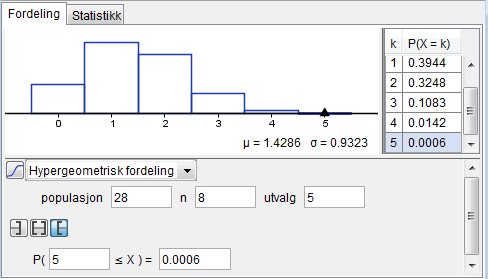 Fordeling Statistikk
k P(X = k)
1 0.3944
2 0.3248
3 0.1083
4 0.0142
5 0.0006
0 1 2 3 4 5
μ = 1.4286 σ = 0.9323
Hypergeometrisk fordeling
populasjon 28 n 8 utvalg 5
P( 5 ≤ X ) = 0.0006